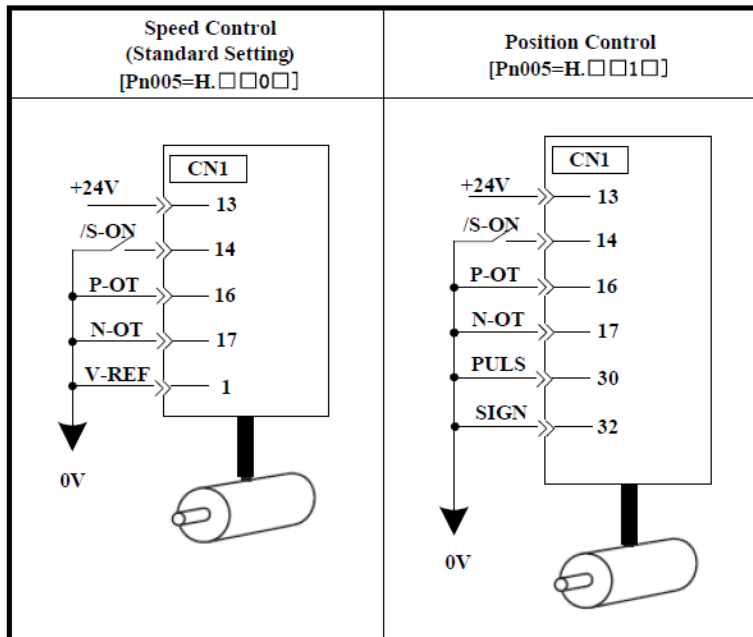 Speed Control
(Standard Setting)
[Pn005=H.□□0□]
Position Control
[Pn005=H.□□1□]
CN1
+24V
13
/S-ON
14
P-OT
16
N-OT
17
V-REF
1
0V
CN1
+24V
13
/S-ON
14
P-OT
16
N-OT
17
PULS
30
SIGN
32
0V